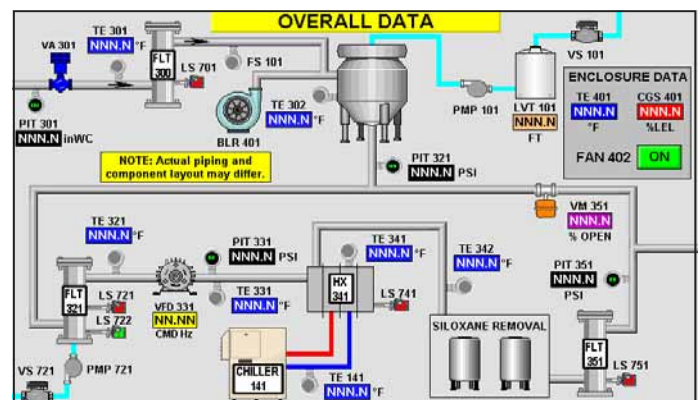 OVERALL DATA
VA 301
TE 301
NNN.N °F
FLT
300
LS 701
FS 101
PIT 301
NNN.N inWC
BLR 401
TE 302
NNN.N °F
PMP 101
LVT 101
NNN.N
FT
VS 101
ENCLOSURE DATA
TE 401
NNN.N
°F
CGS 401
NNN.N
%LEL
FAN 402
ON
NOTE: Actual piping and
component layout may differ.
PIT 321
NNN.N PSI
VM 351
NNN.N
% OPEN
TE 321
NNN.N °F
PIT 331
NNN.N PSI
TE 341
NNN.N °F
TE 342
NNN.N °F
PIT 351
NNN.N
PSI
FLT
321
LS 721
LS 722
VFD 331
NN.NN
CMD Hz
TE 331
NNN.N °F
HX
341
LS 741
SILOXANE REMOVAL
FLT
351
LS 751
VS 721
PMP 721
CHILLER
141
TE 141
NNN.N °F